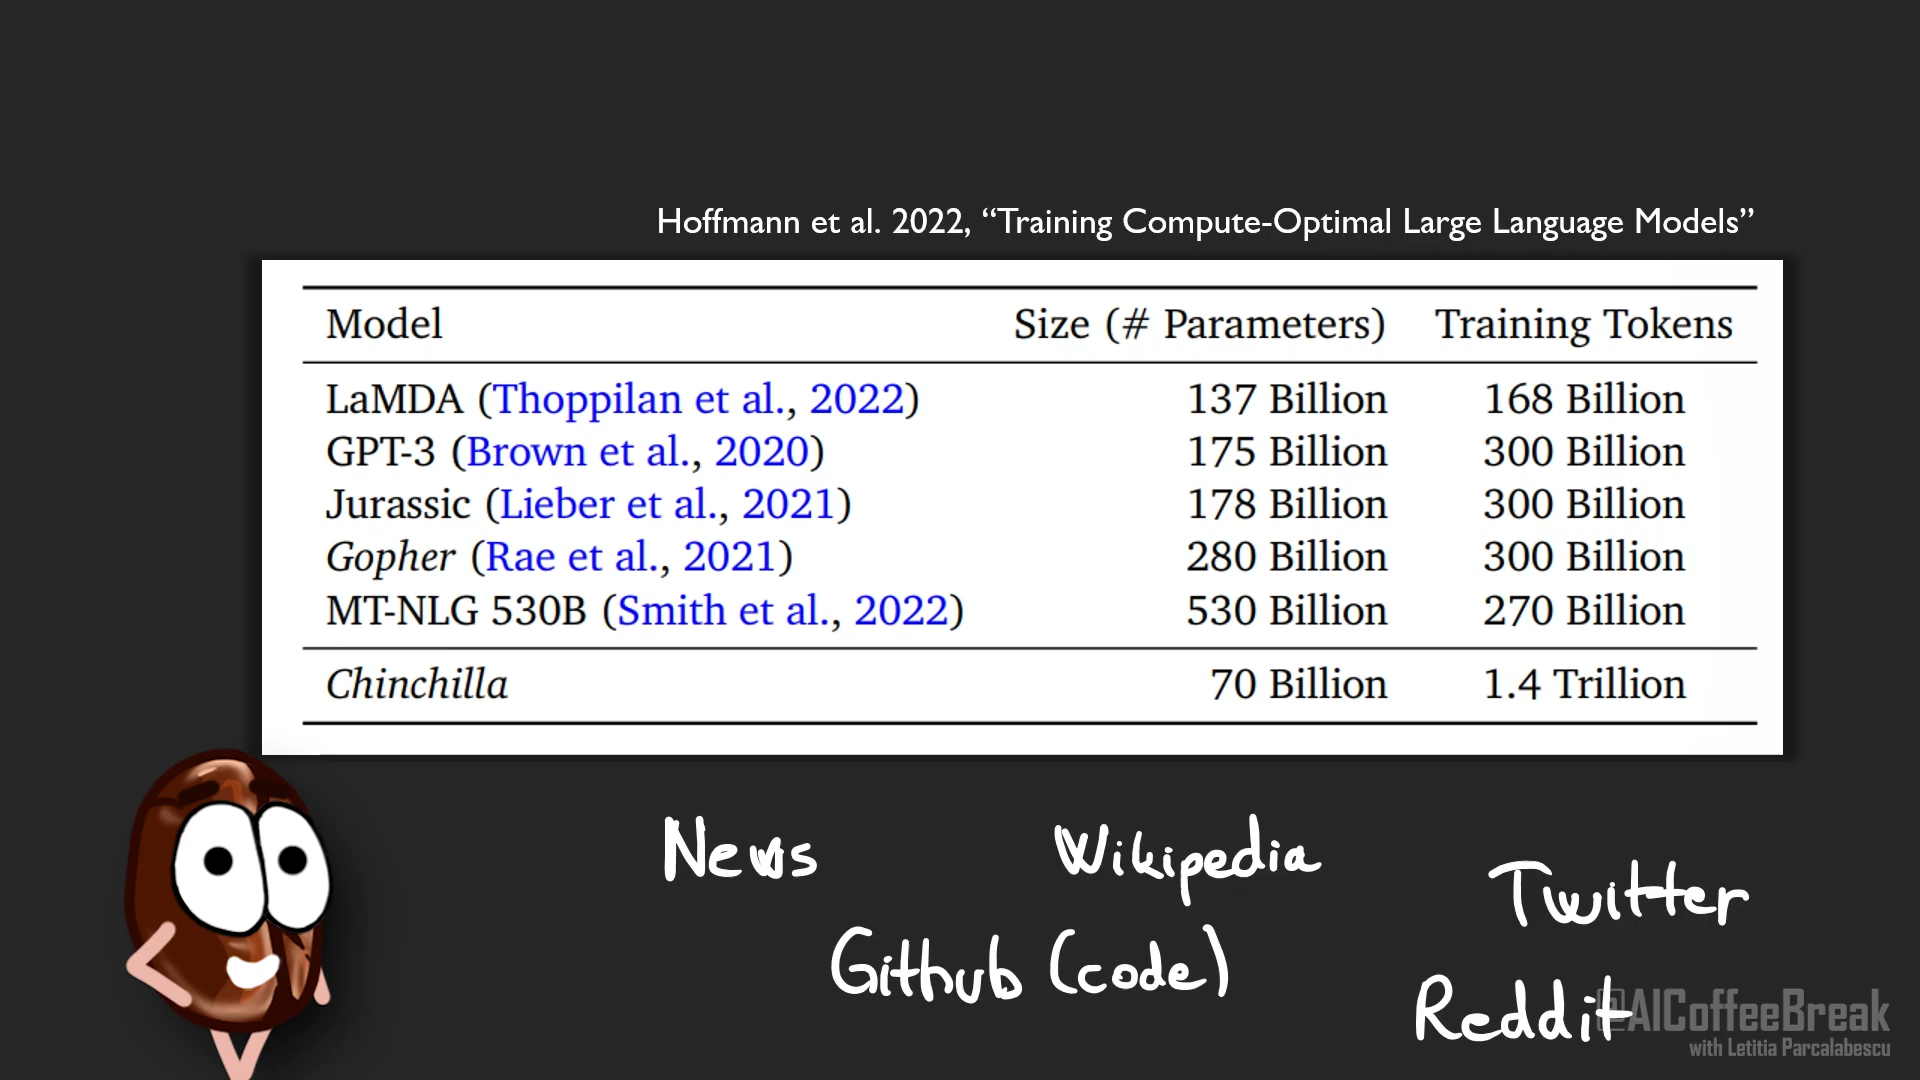 Hoffmann et al. 2022, “Training Compute-Optimal Large Language Models”
Model Size (# Parameters) Training Tokens
LaMDA (Thoppilan et al., 2022) 137 Billion 168 Billion
GPT-3 (Brown et al., 2020) 175 Billion 300 Billion
Jurassic (Lieber et al., 2021) 178 Billion 300 Billion
Gopher (Rae et al., 2021) 280 Billion 300 Billion
MT-NLG 530B (Smith et al., 2022) 530 Billion 270 Billion
Chinchilla 70 Billion 1.4 Trillion
News Wikipedia
Twitter
Github (code)
Reddit
@AICoffeeBreak
with Letitia Parcalabescu